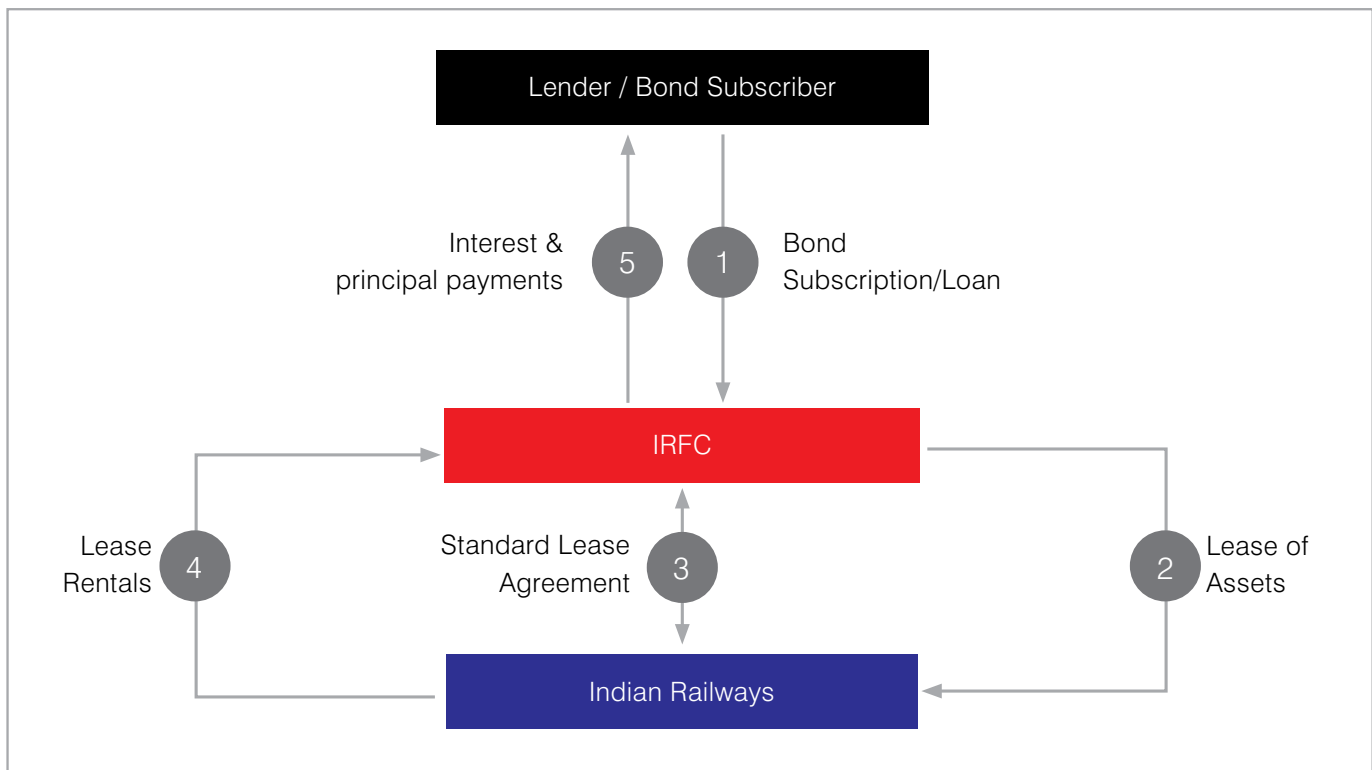 Lender / Bond Subscriber
Interest &
principal payments
5
1
Bond
Subscription/Loan
IRFC
Lease
Rentals
4
Standard Lease
Agreement
3
2
Lease of
Assets
Indian Railways